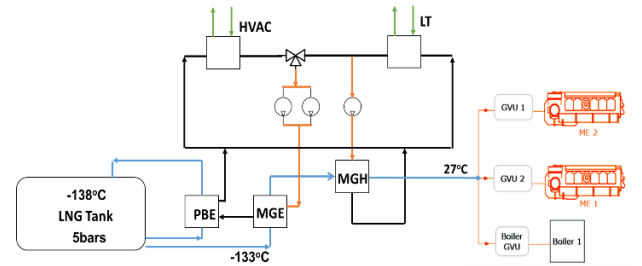 HVAC
LT
GVU 1
ME 2
-138°C
LNG Tank
5bars
PBE
MGE
MGH
27°C
GVU 2
ME 1
-133°C
Boiler
GVU
Boiler 1